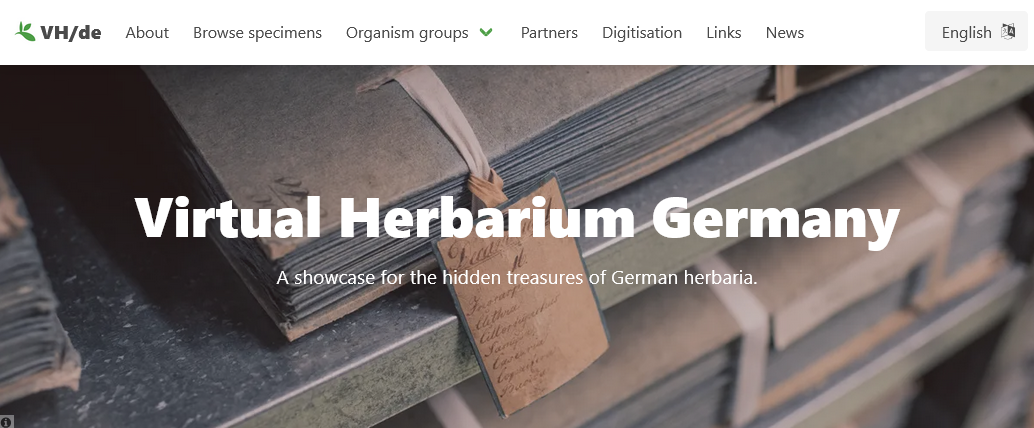 VH/de About Browse specimens Organism groups Partners Digitisation Links News English
Virtual Herbarium Germany
A showcase for the hidden treasures of German herbaria.